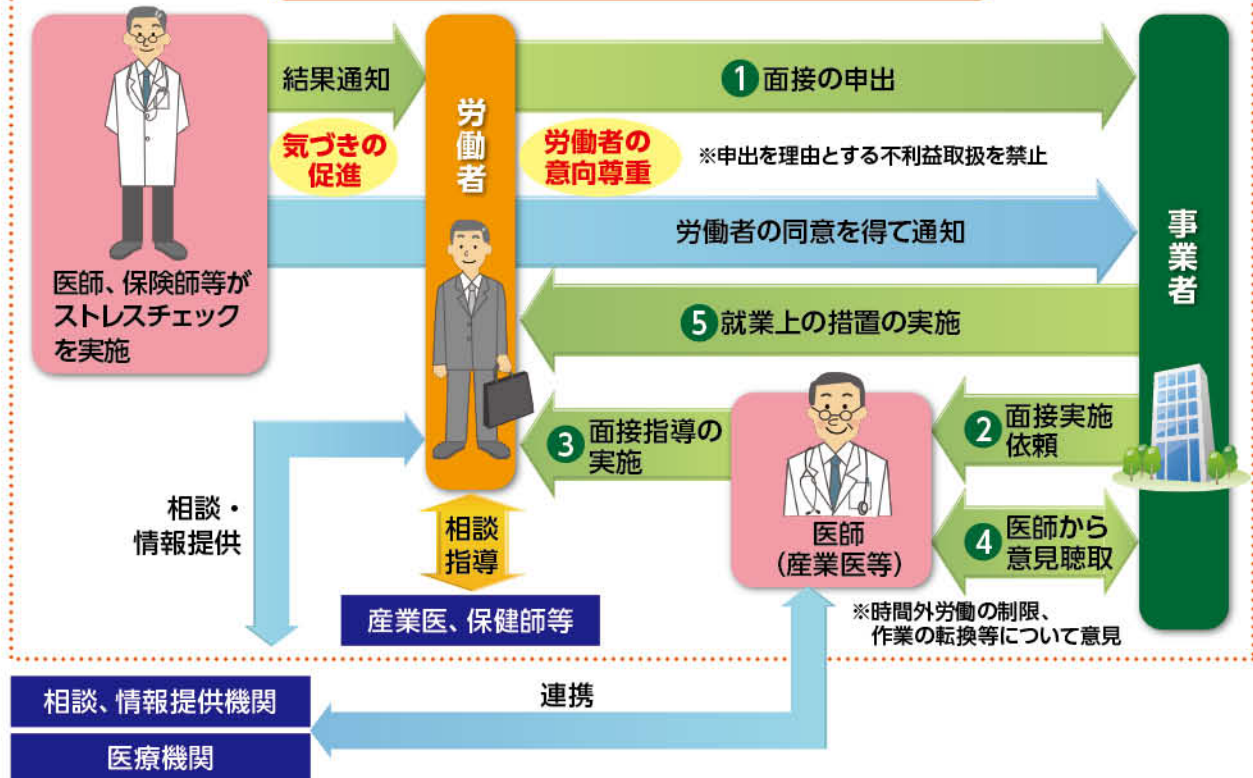 結果通知
気づきの
促進
労働者
労働者の
意向尊重
1 面接の申出
※申出を理由とする不利益取扱を禁止
労働者の同意を得て通知
事業者
医師、保険師等が
ストレスチェック
を実施
5 就業上の措置の実施
2 面接実施
依頼
3 面接指導の
実施
医師
（産業医等）
4 医師から
意見聴取
※時間外労働の制限、
作業の転換等について意見
相談・
情報提供
相談
指導
産業医、保健師等
相談、情報提供機関
医療機関
連携